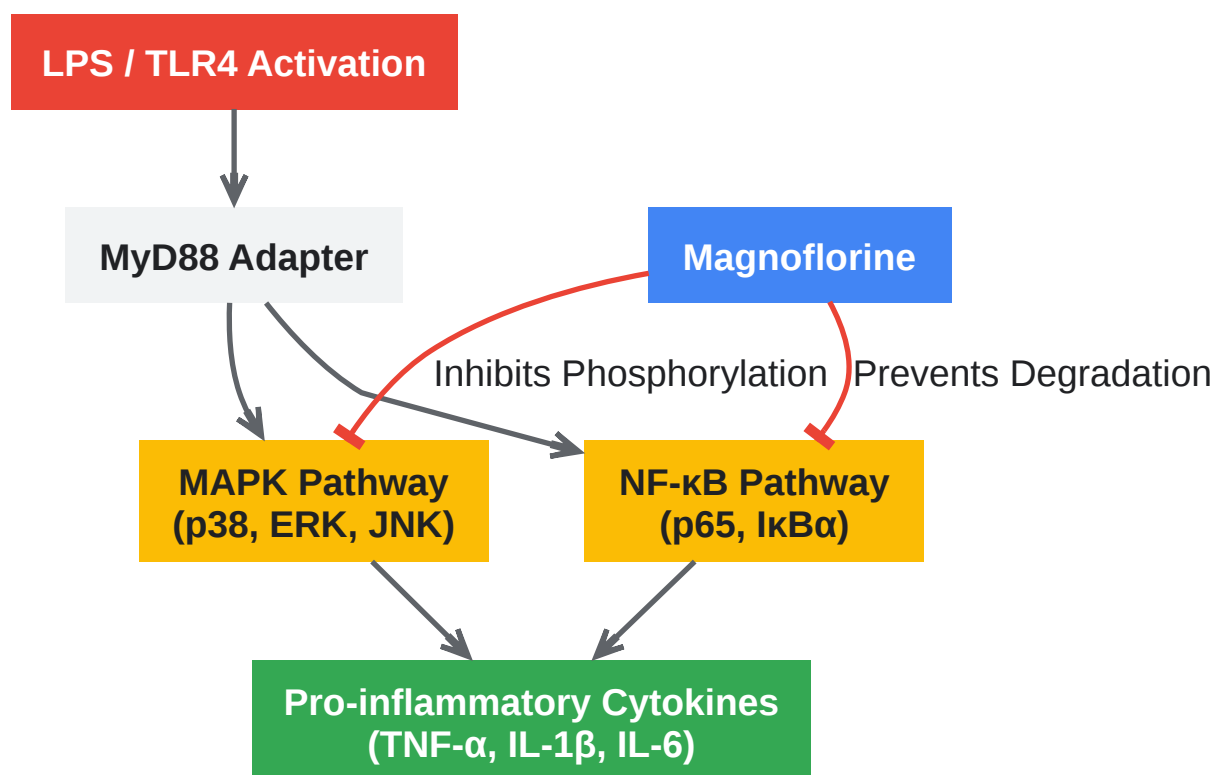 LPS / TLR4 Activation
MyD88 Adapter
Magnoflorine
Inhibits Phosphorylation
Prevents Degradation
MAPK Pathway
(p38, ERK, JNK)
NF-κB Pathway
(p65, IκBα)
Pro-inflammatory Cytokines
(TNF-α, IL-1β, IL-6)